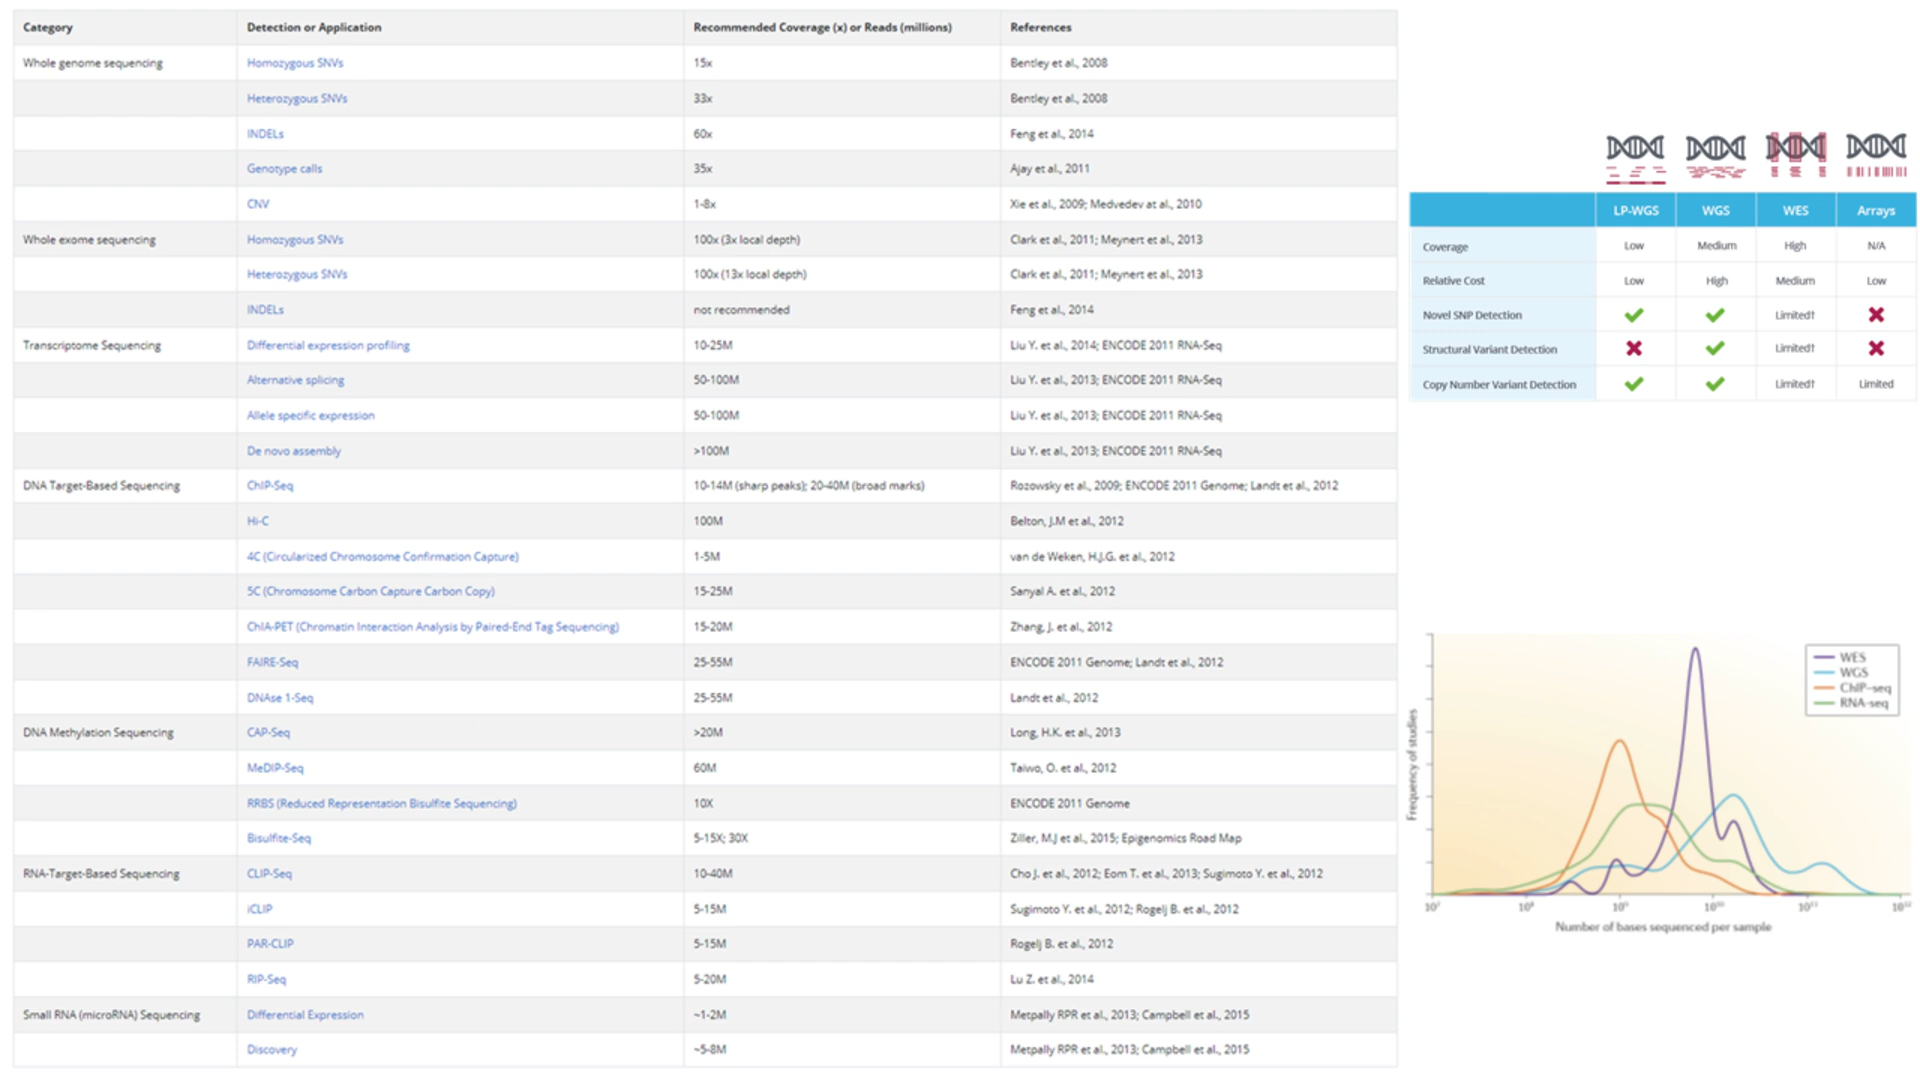 Category Detection or Application Recommended Coverage (x) or Reads (millions) References
Whole genome sequencing Homozygous SNVs 15x Bentley et al., 2008
Heterozygous SNVs 33x Bentley et al., 2008
INDELs 60x Feng et al., 2014
Genotype calls 35x Ajay et al., 2011
CNV 1-8x Xie et al., 2009; Medvedev at al., 2010
Whole exome sequencing Homozygous SNVs 100x (3x local depth) Clark et al., 2011; Meynert et al., 2013
Heterozygous SNVs 100x (13x local depth) Clark et al., 2011; Meynert et al., 2013
INDELs not recommended Feng et al., 2014
Transcriptome Sequencing Differential expression profiling 10-25M Liu Y. et al., 2014; ENCODE 2011 RNA-Seq
Alternative splicing 50-100M Liu Y. et al., 2013; ENCODE 2011 RNA-Seq
Allele specific expression 50-100M Liu Y. et al., 2013; ENCODE 2011 RNA-Seq
De novo assembly >100M Liu Y. et al., 2013; ENCODE 2011 RNA-Seq
DNA Target-Based Sequencing ChIP-Seq 10-14M (sharp peaks); 20-40M (broad marks) Rozowsky et al., 2009; ENCODE 2011 Genome; Landt et al., 2012
Hi-C 100M Belton, J.M et al., 2012
4C (Circularized Chromosome Confirmation Capture) 1-5M van de Weken, H.J.G. et al., 2012
5C (Chromosome Carbon Capture Carbon Copy) 15-25M Sanyal A. et al., 2012
ChIA-PET (Chromatin Interaction Analysis by Paired-End Tag Sequencing) 15-20M Zhang, J. et al., 2012
FAIRE-Seq 25-55M ENCODE 2011 Genome; Landt et al., 2012
DNAse 1-Seq 25-55M Landt et al., 2012
DNA Methylation Sequencing CAP-Seq >20M Long, H.K. et al., 2013
MeDIP-Seq 60M Taiwo, O. et al., 2012
RRBS (Reduced Representation Bisulfite Sequencing) 10X ENCODE 2011 Genome
Bisulfite-Seq 5-15X; 30X Ziller, M.J et al., 2015; Epigenomics Road Map
RNA-Target-Based Sequencing CLIP-Seq 10-40M Cho J. et al., 2012; Eom T. et al., 2013; Sugimoto Y. et al., 2012
iCLIP 5-15M Sugimoto Y. et al., 2012; Rogelj B. et al., 2012
PAR-CLIP 5-15M Rogelj B. et al., 2012
RIP-Seq 5-20M Lu Z. et al., 2014
Small RNA (microRNA) Sequencing Differential Expression ~1-2M Metpally RPR et al., 2013; Campbell et al., 2015
Discovery ~5-8M Metpally RPR et al., 2013; Campbell et al., 2015
LP-WGS WGS WES Arrays
Coverage Low Medium High N/A
Relative Cost Low High Medium Low
Novel SNP Detection Limited†
Structural Variant Detection Limited†
Copy Number Variant Detection Limited† Limited
WES
WGS
ChIP-seq
RNA-seq
Frequency of studies
10⁷ 10⁸ 10⁹ 10¹⁰ 10¹¹ 10¹²
Number of bases sequenced per sample